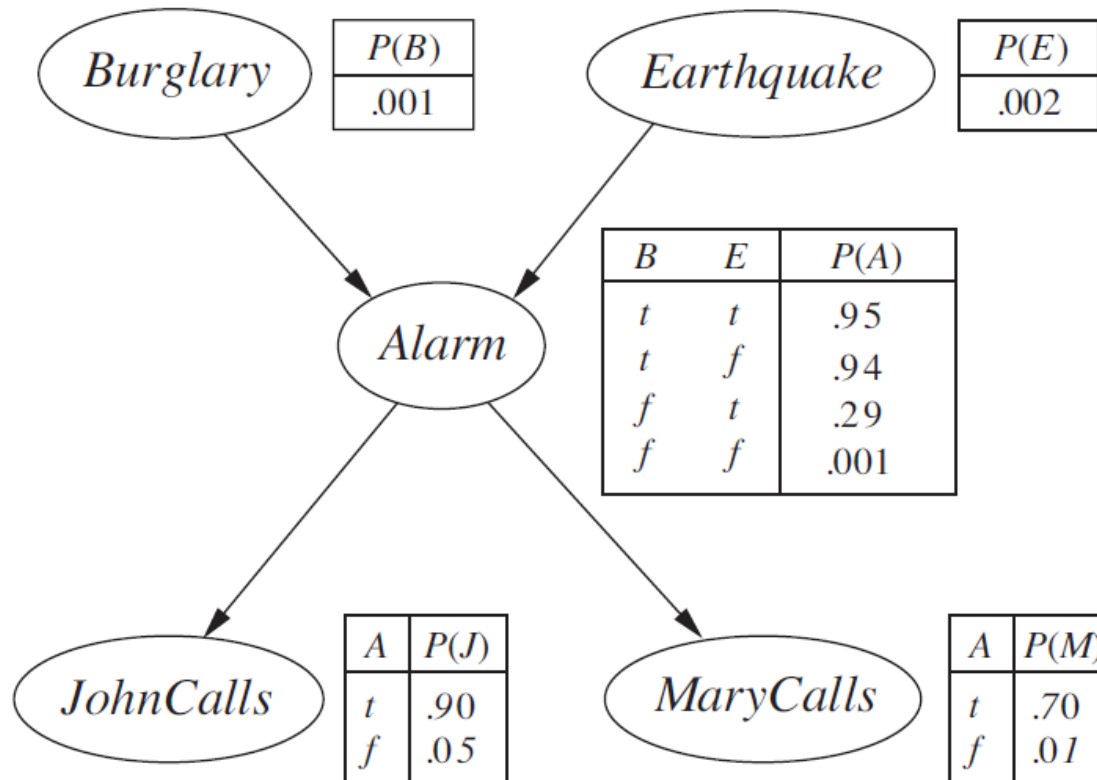 Burglary
P(B)
.001
Earthquake
P(E)
.002
Alarm
B E P(A)
t t .95
t f .94
f t .29
f f .001
JohnCalls
A P(J)
t .90
f .05
MaryCalls
A P(M)
t .70
f .01